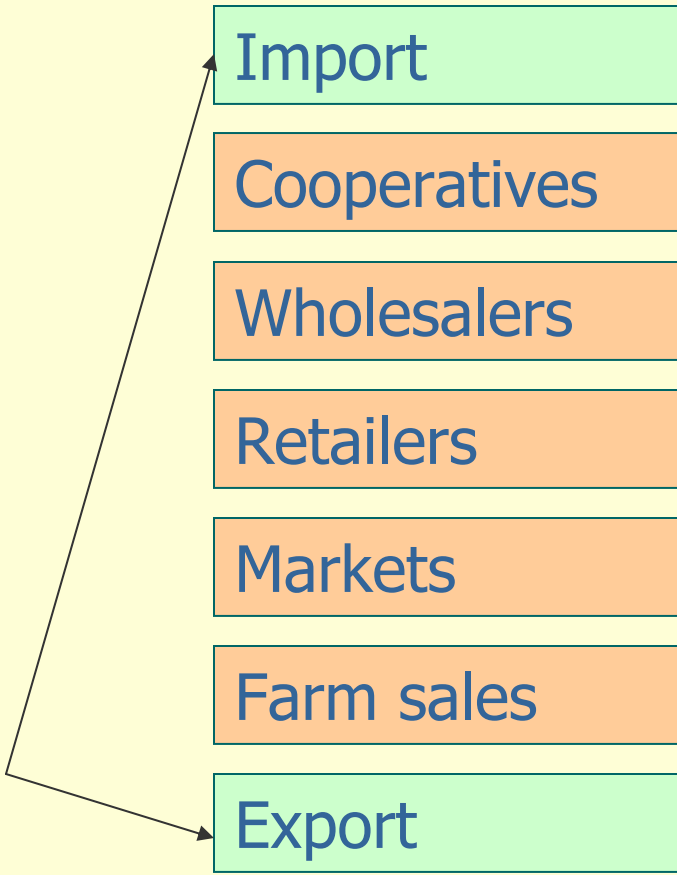 Import
Cooperatives
Wholesalers
Retailers
Markets
Farm sales
Export